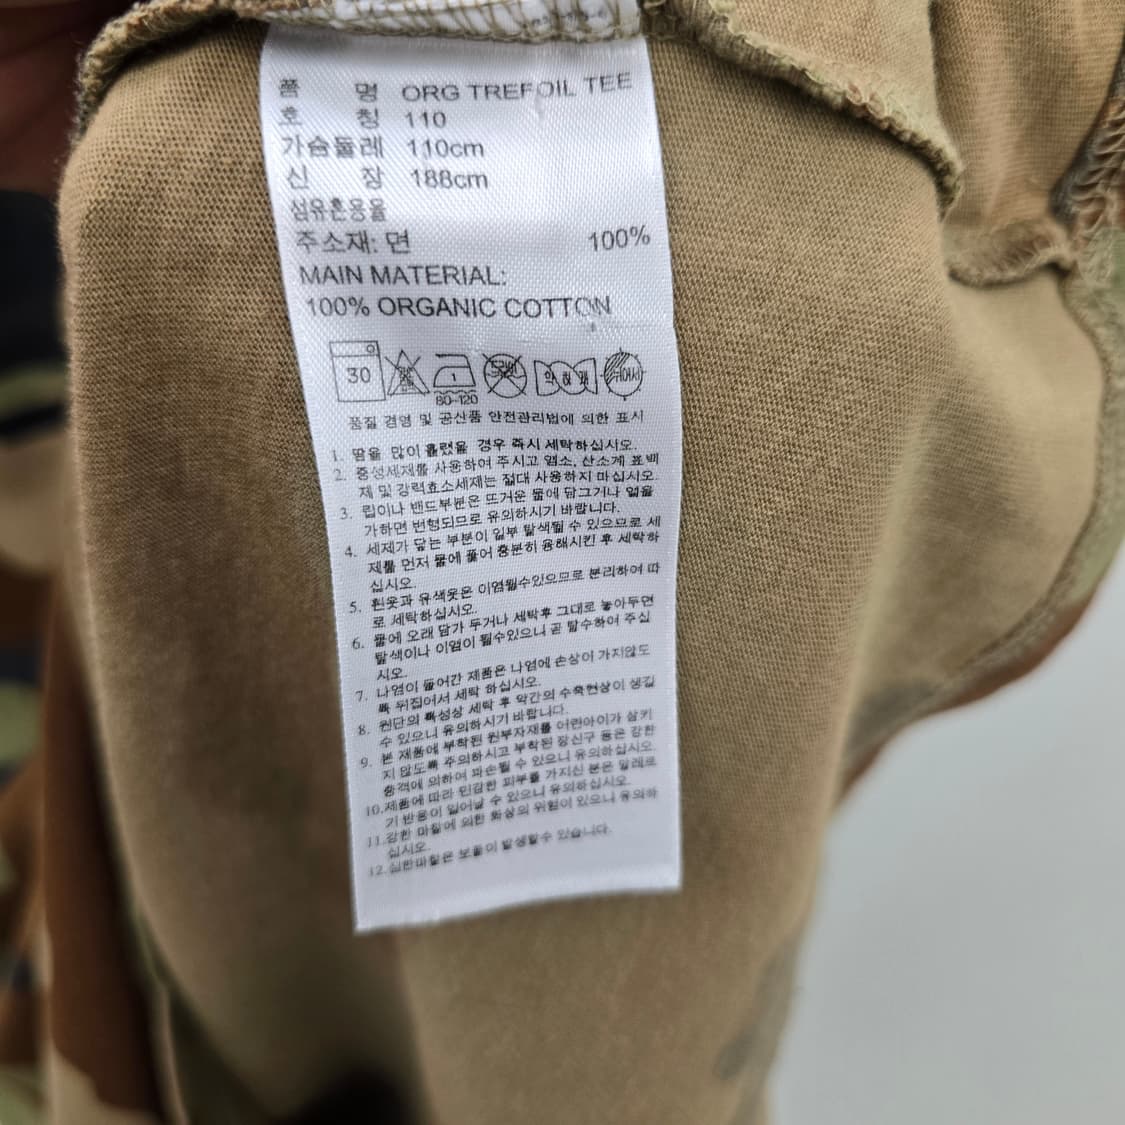 품 명 ORG TREFOIL TEE
호 칭 110
가슴둘레 110cm
신 장 188cm
섬유혼용율
주소재: 면 100%
MAIN MATERIAL:
100% ORGANIC COTTON
30 1 약하게 뉘어서
80~120
품질 경영 및 공산품 안전관리법에 의한 표시
1. 땀을 많이 흘렸을 경우 즉시 세탁하십시오.
2. 중성세제를 사용하여 주시고 염소, 산소계 표백
제 및 강력효소세제는 절대 사용하지 마십시오.
3. 립이나 밴드부분은 뜨거운 물에 담그거나 열을
가하면 변형되므로 유의하시기 바랍니다.
4. 세제가 닿는 부분이 일부 탈색될 수 있으므로 세
제를 먼저 물에 풀어 충분히 용해시킨 후 세탁하
십시오.
5. 흰옷과 유색옷은 이염될수있으므로 분리하여 따
로 세탁하십시오.
6. 물에 오래 담가 두거나 세탁후 그대로 놓아두면
탈색이나 이염이 될수있으니 곧 탈수하여 주십
시오.
7. 나염이 들어간 제품은 나염에 손상이 가지않도
록 뒤집어서 세탁 하십시오.
8. 원단의 특성상 세탁 후 약간의 수축현상이 생길
수 있으니 유의하시기 바랍니다.
9. 본 제품에 부착된 원부자재를 어린아이가 삼키
지 않도록 주의하시고 부착된 장신구 등은 강한
충격에 의하여 파손될 수 있으니 유의하십시오.
10.제품에 따라 민감한 피부를 가지신 분은 알레르
기 반응이 일어날 수 있으니 유의하십시오.
11.강한 마찰에 의한 화상의 위험이 있으니 유의하
십시오.
12.심한마찰은 보풀이 발생할수 있습니다.